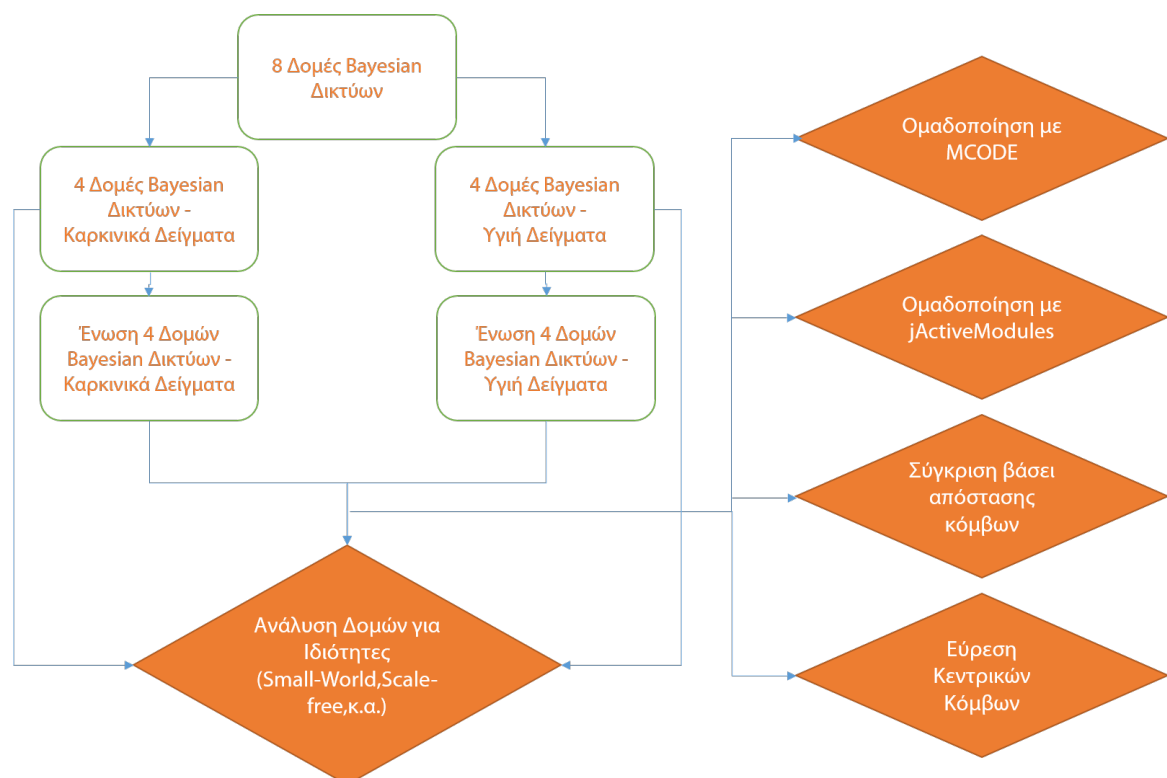 8 Δομές Bayesian
Δικτύων
4 Δομές Bayesian
Δικτύων -
Καρκινικά Δείγματα
4 Δομές Bayesian
Δικτύων -
Υγιή Δείγματα
Ένωση 4 Δομών
Bayesian Δικτύων -
Καρκινικά Δείγματα
Ένωση 4 Δομών
Bayesian Δικτύων -
Υγιή Δείγματα
Ανάλυση Δομών για
Ιδιότητες
(Small-World,Scale-
free,κ.α.)
Ομαδοποίηση με
MCODE
Ομαδοποίηση με
jActiveModules
Σύγκριση βάσει
απόστασης
κόμβων
Εύρεση
Κεντρικών
Κόμβων